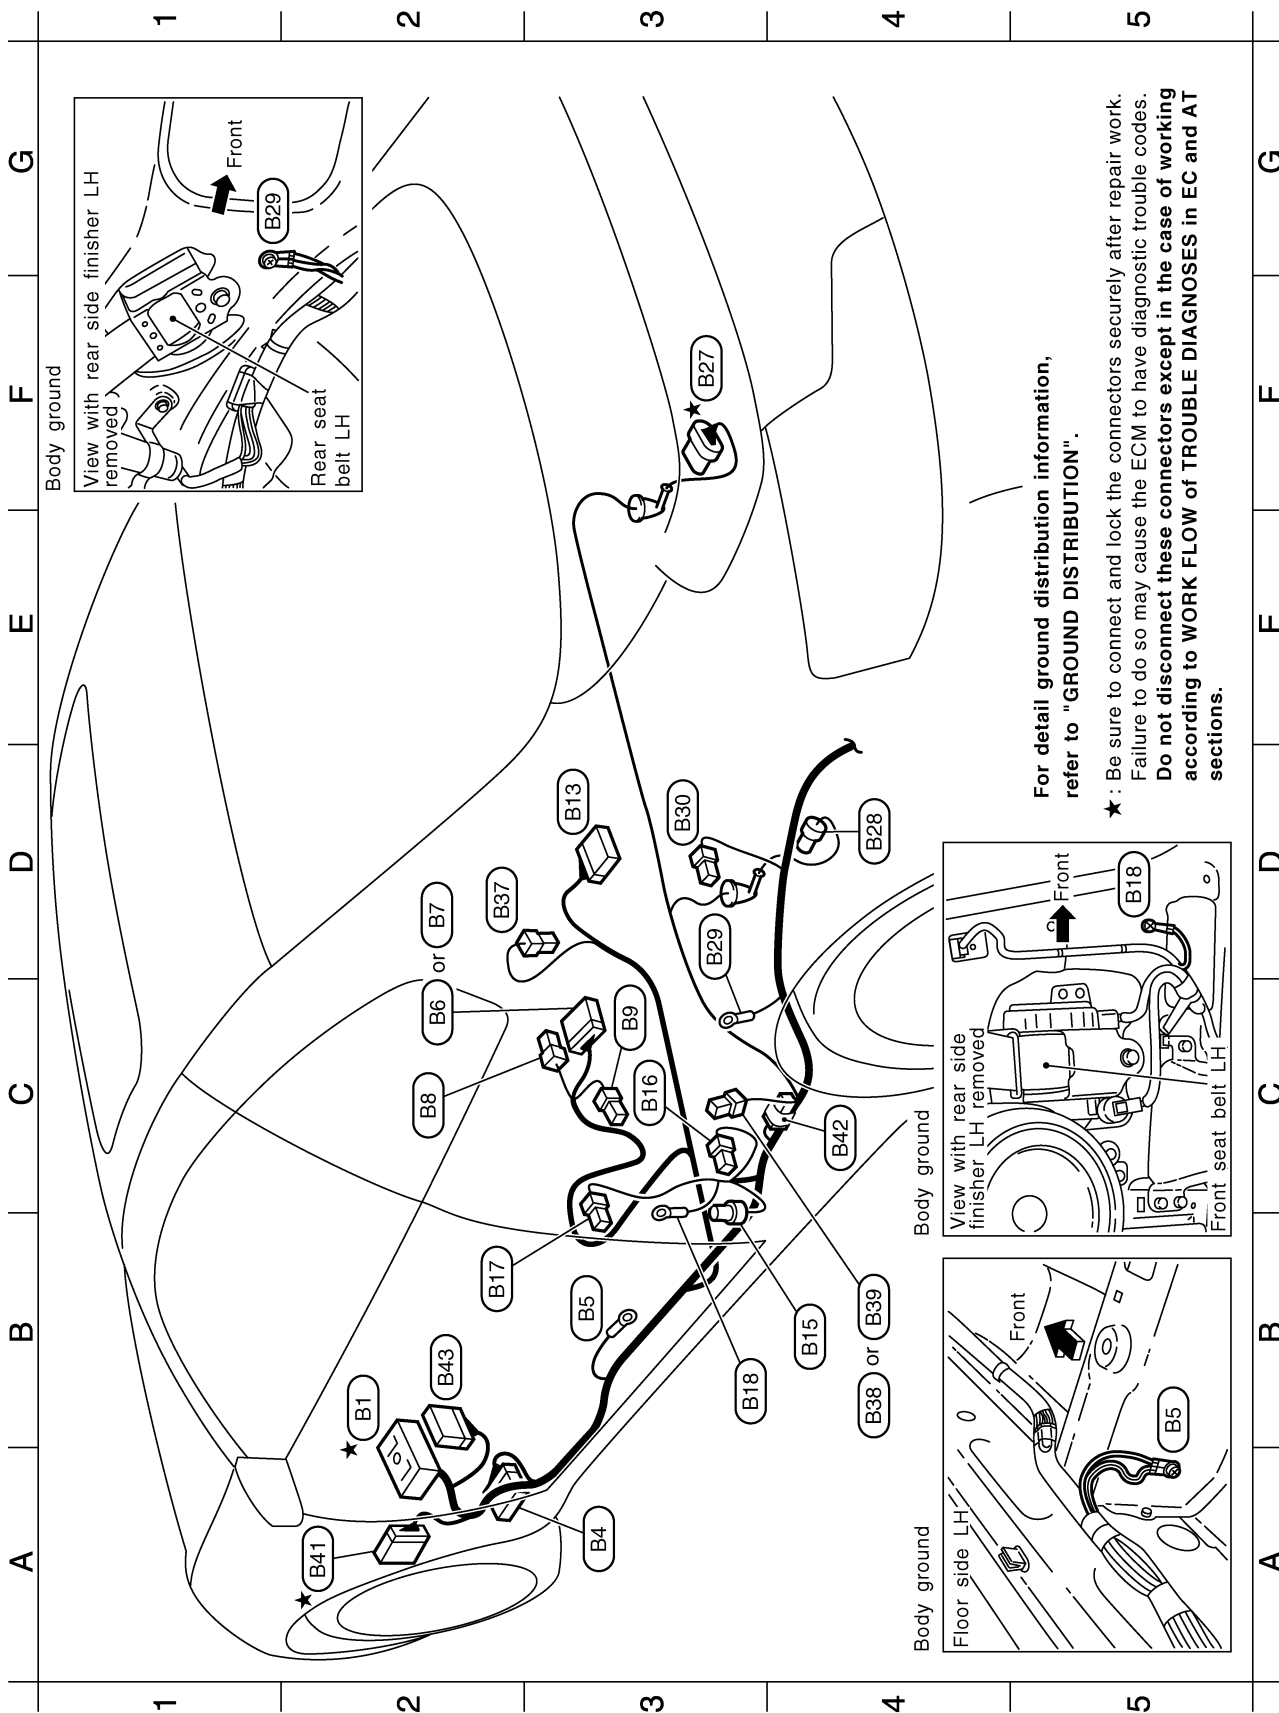 1
2
3
4
5
G
F
E
D
C
B
A
G
F
E
D
C
B
A
1
2
3
4
5
Body ground
View with rear side finisher LH
removed
Front
B29
Rear seat
belt LH
★ B27
B13
B37
B30
B28
B6 or B7
B29
B8
B9
B16
B42
B17
B5
B18
B15
B38 or B39
★ B1
B43
★ B41
B4
For detail ground distribution information,
refer to "GROUND DISTRIBUTION".
★ : Be sure to connect and lock the connectors securely after repair work.
Failure to do so may cause the ECM to have diagnostic trouble codes.
Do not disconnect these connectors except in the case of working
according to WORK FLOW of TROUBLE DIAGNOSES in EC and AT
sections.
Body ground
Floor side LH
Front
B5
Body ground
View with rear side
finisher LH removed
Front
B18
Front seat belt LH